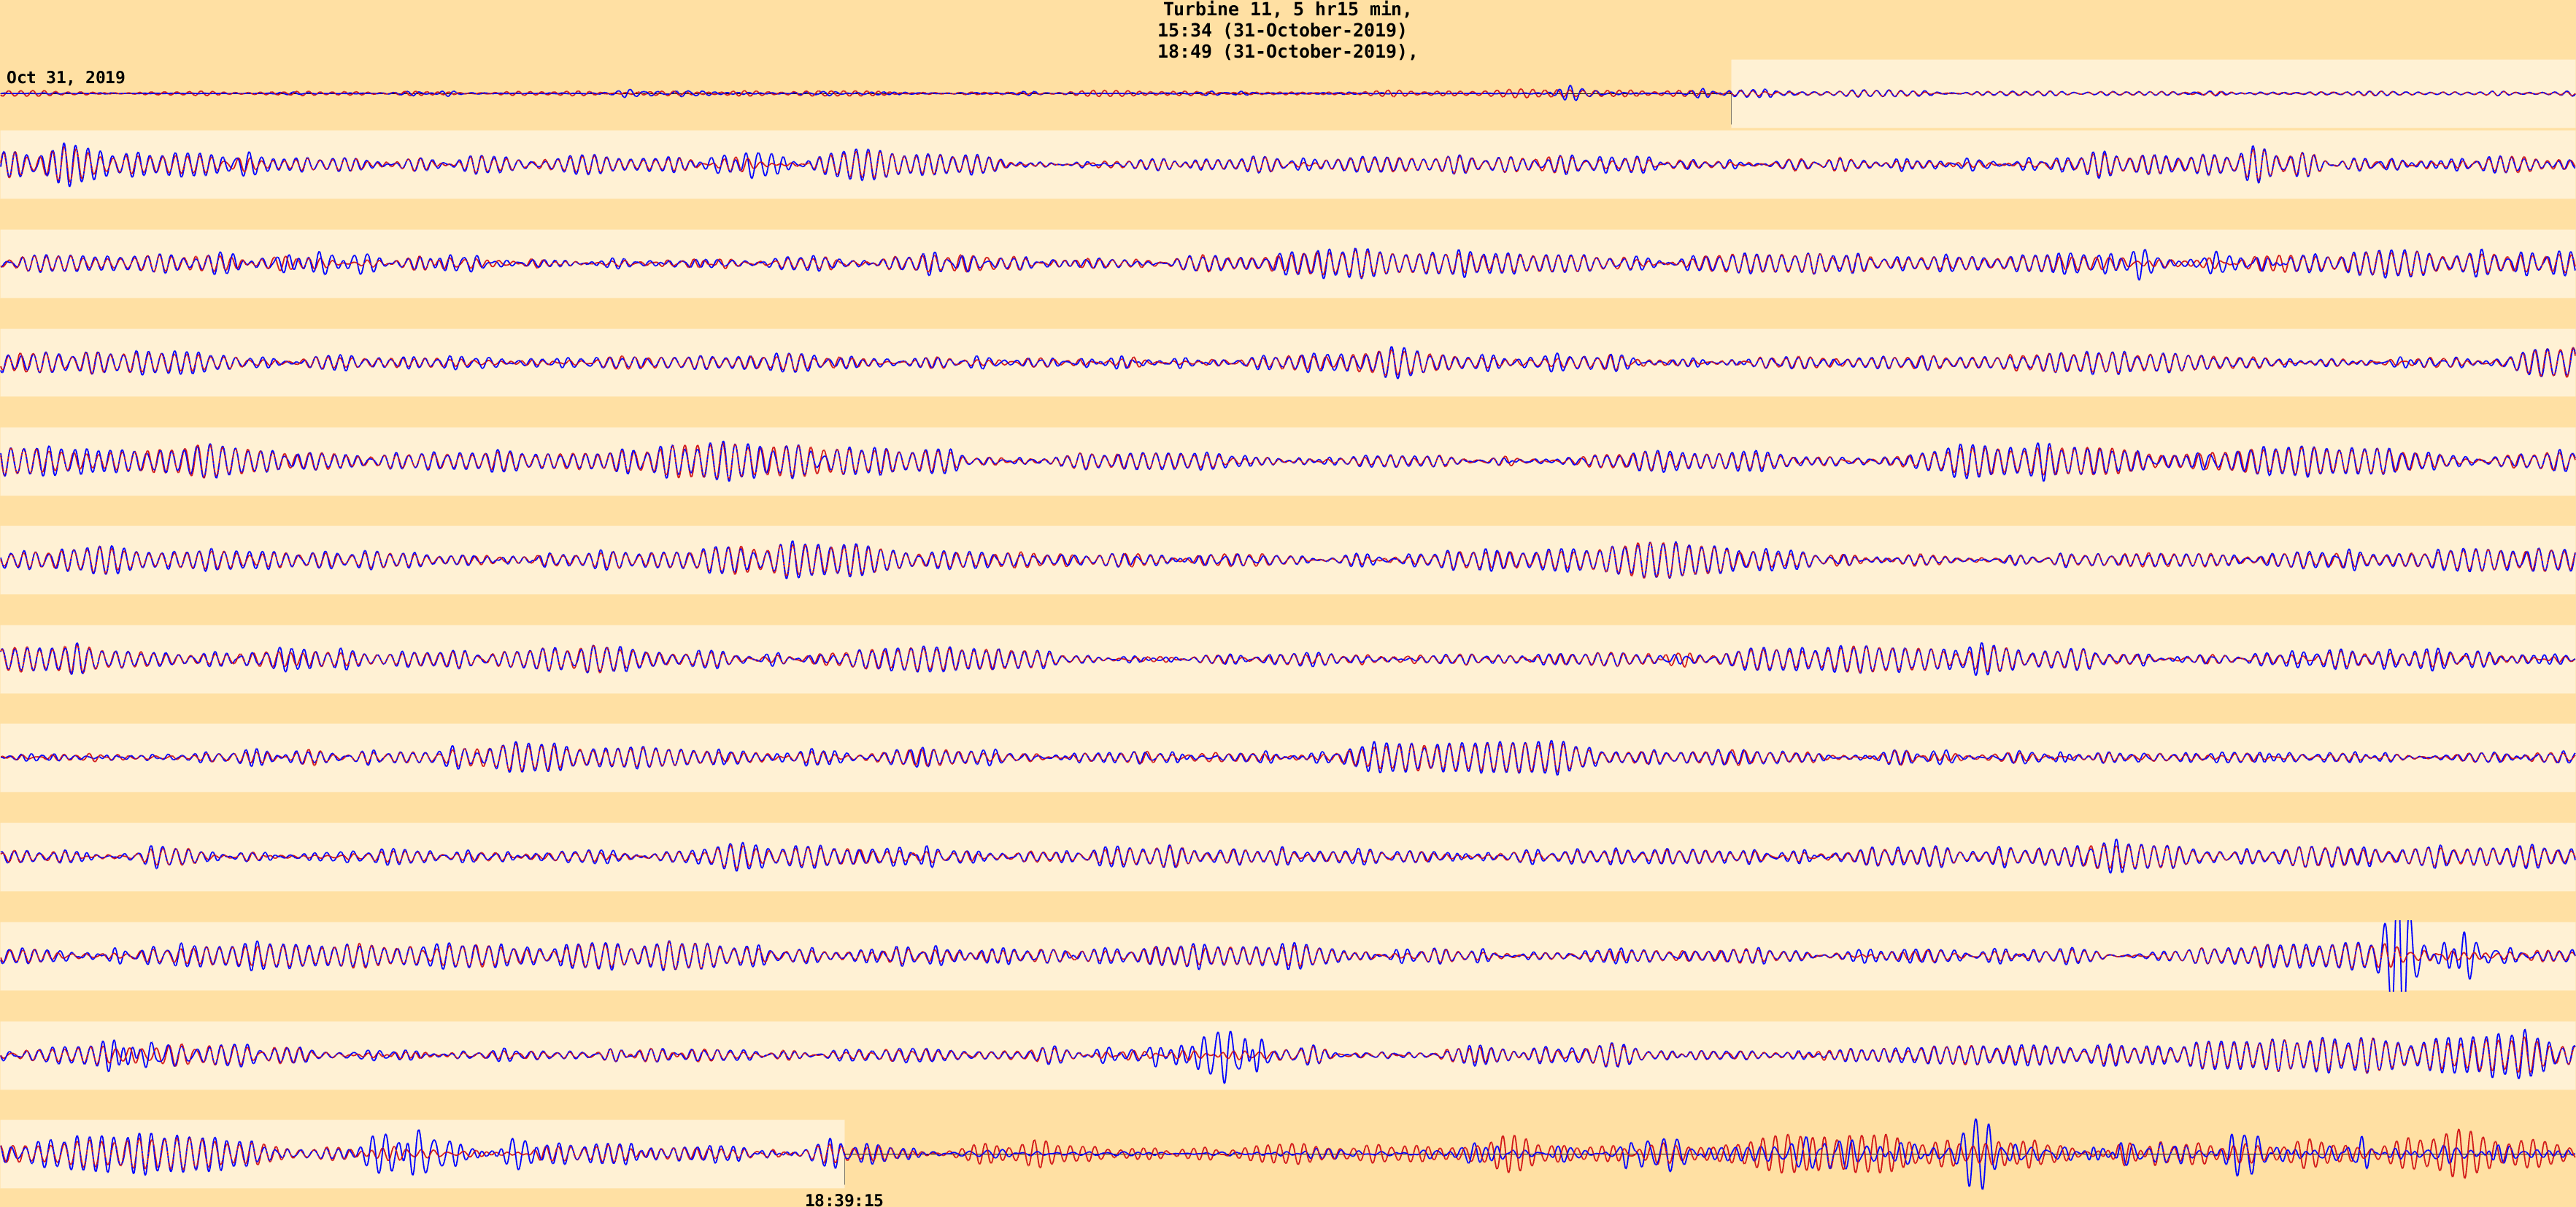 Turbine 11, 5 hr15 min,
15:34 (31-October-2019)
18:49 (31-October-2019),
Oct 31, 2019
18:39:15